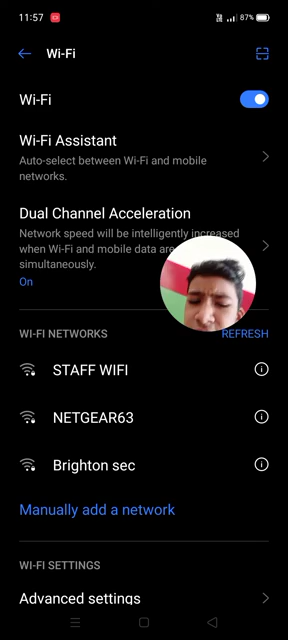 11:57
87%
Wi-Fi
Wi-Fi
Wi-Fi Assistant
Auto-select between Wi-Fi and mobile
networks.
Dual Channel Acceleration
Network speed will be intelligently increased
when Wi-Fi and mobile data are
simultaneously.
On
WI-FI NETWORKS
REFRESH
STAFF WIFI
NETGEAR63
Brighton sec
Manually add a network
WI-FI SETTINGS
Advanced settings